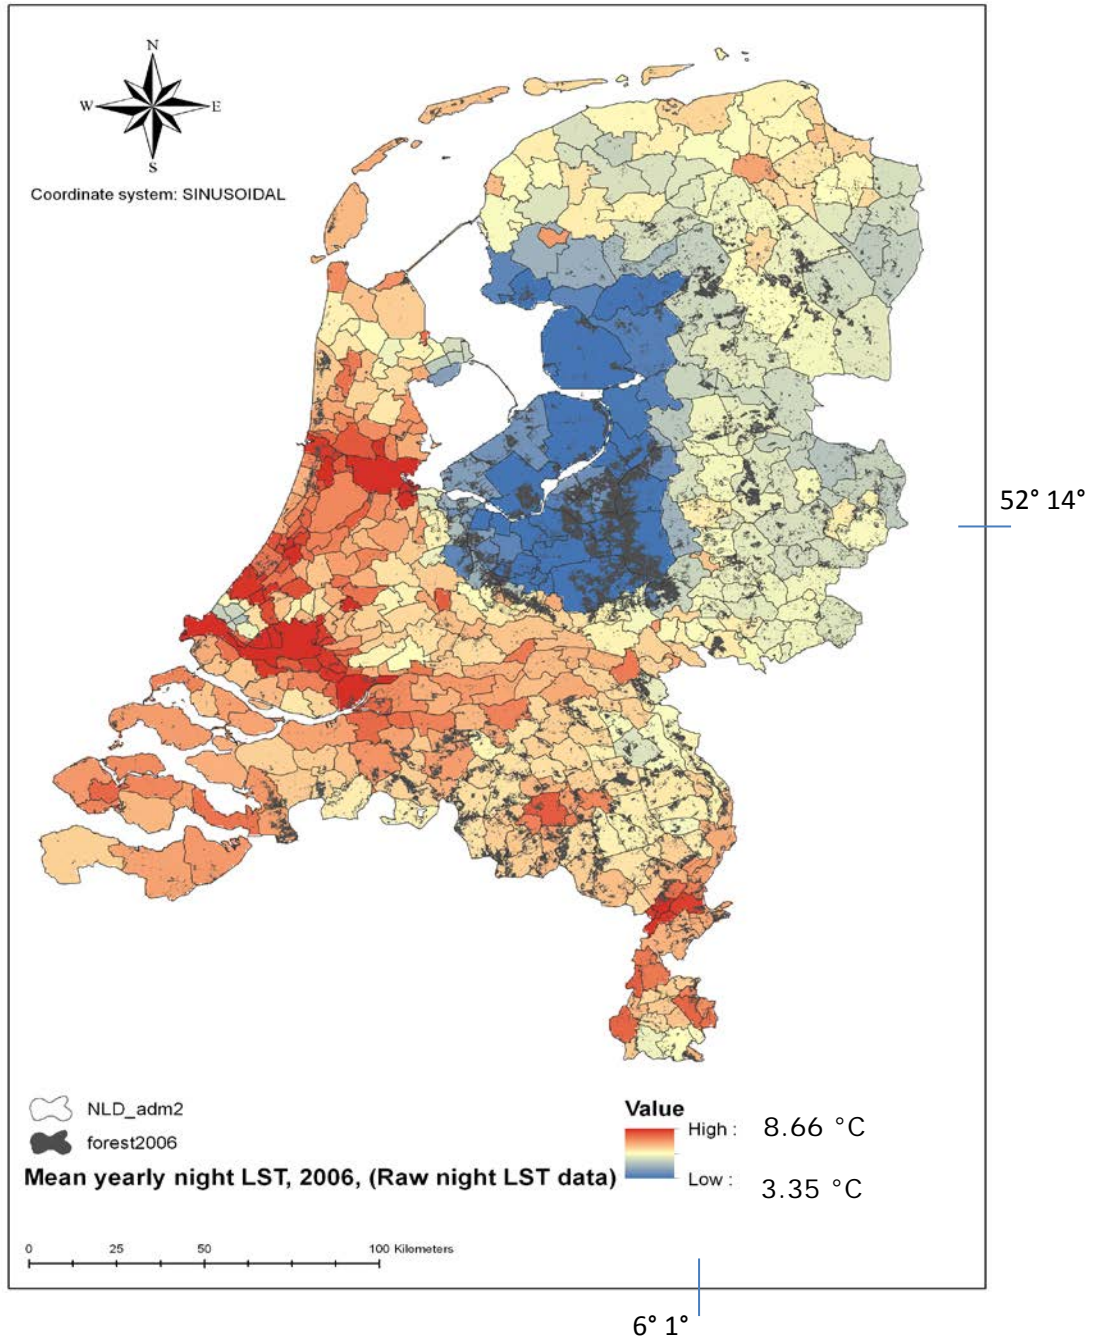 N
W E
S
Coordinate system: SINUSOIDAL
52° 14°
NLD_adm2
forest2006
Value
High : 8.66 °C
Low : 3.35 °C
Mean yearly night LST, 2006, (Raw night LST data)
0 25 50 100 Kilometers
6° 1°